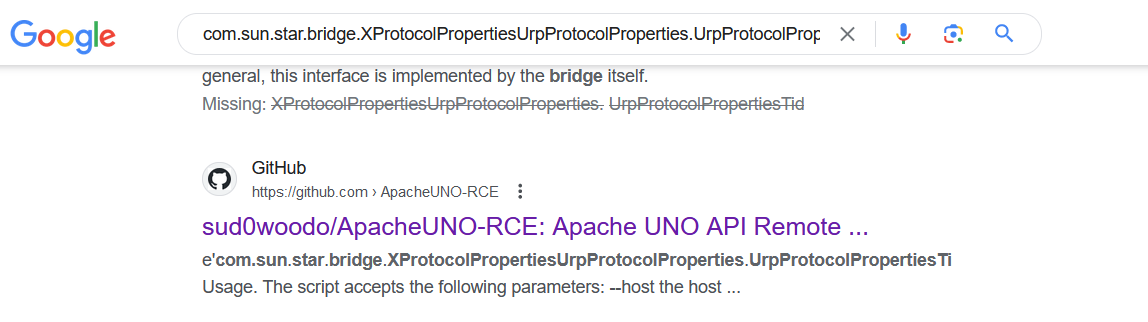 Google
com.sun.star.bridge.XProtocolPropertiesUrpProtocolProperties.UrpProtocolProp
general, this interface is implemented by the bridge itself.
Missing: XProtocolPropertiesUrpProtocolProperties. UrpProtocolPropertiesTid
GitHub
https://github.com › ApacheUNO-RCE
sud0woodo/ApacheUNO-RCE: Apache UNO API Remote ...
e'com.sun.star.bridge.XProtocolPropertiesUrpProtocolProperties.UrpProtocolPropertiesTi
Usage. The script accepts the following parameters: --host the host ...